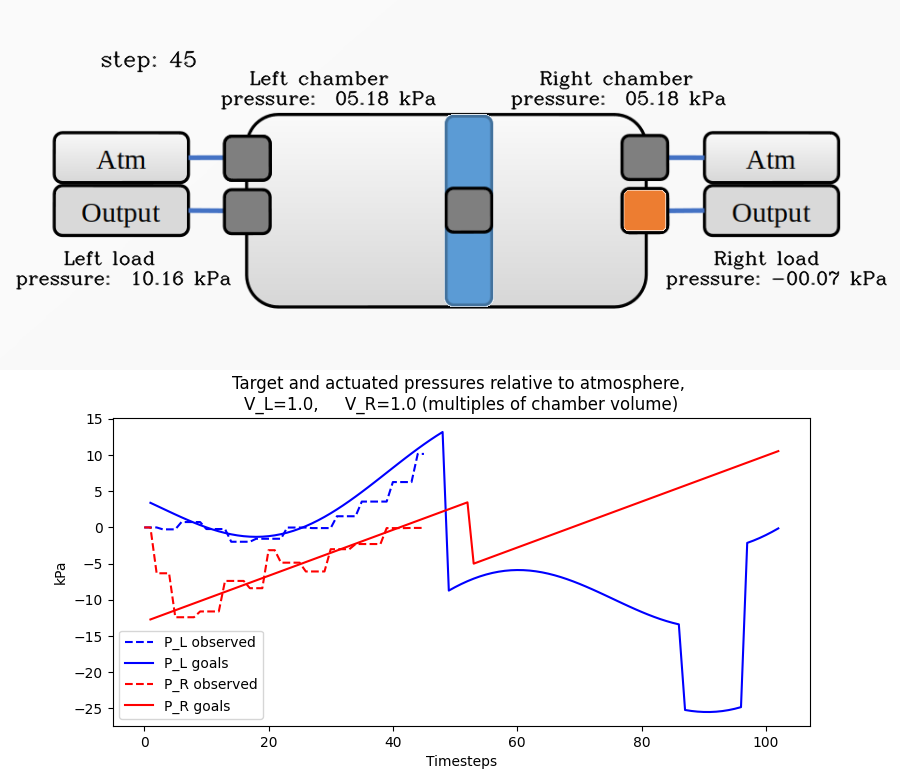 step: 45
Left chamber
pressure: 05.18 kPa
Right chamber
pressure: 05.18 kPa
Atm
Output
Atm
Output
Left load
pressure: 10.16 kPa
Right load
pressure: −00.07 kPa
Target and actuated pressures relative to atmosphere,
V_L=1.0, V_R=1.0 (multiples of chamber volume)
15
10
5
0
−5
−10
−15
−20
−25
kPa
P_L observed
P_L goals
P_R observed
P_R goals
0 20 40 60 80 100
Timesteps